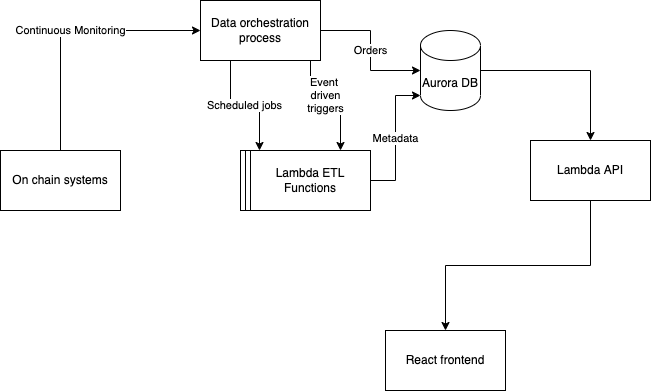 Continuous Monitoring
Data orchestration
process
Orders
Aurora DB
Scheduled jobs
Event
driven
triggers
Metadata
On chain systems
Lambda ETL
Functions
Lambda API
React frontend